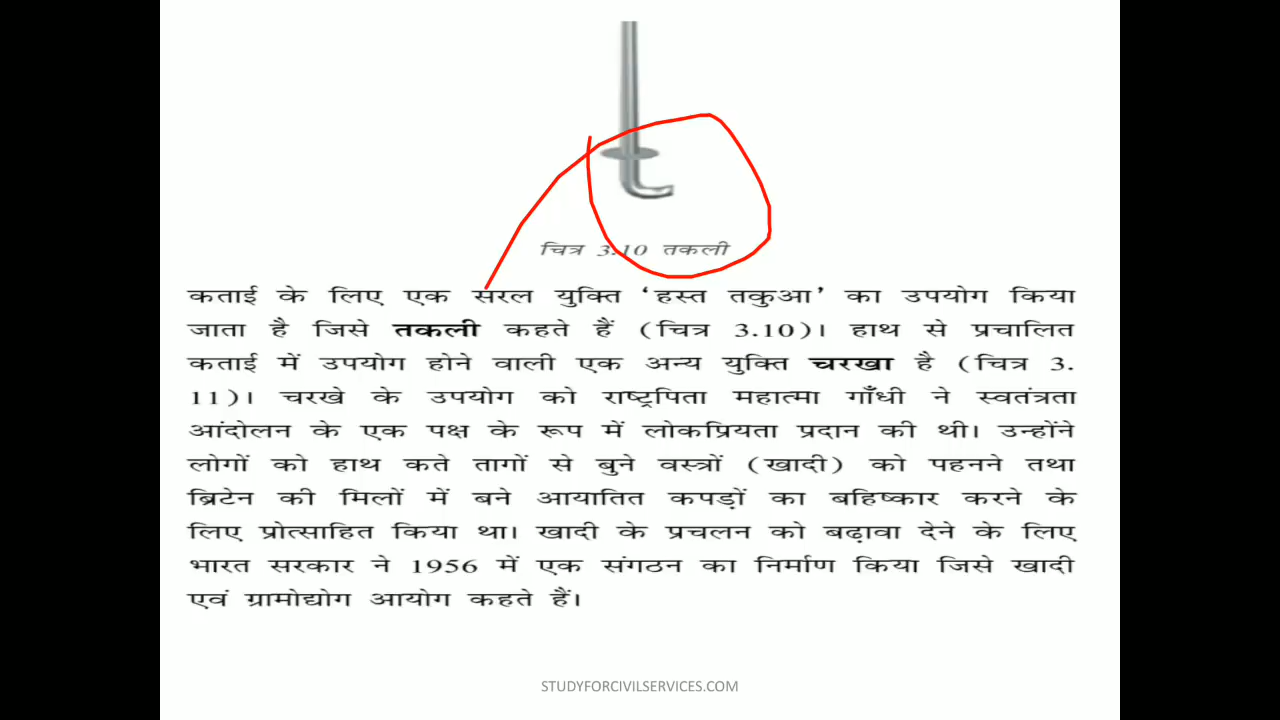 चित्र 3.10 तकली
कताई के लिए एक सरल युक्ति ‘हस्त तकुआ’ का उपयोग किया
जाता है जिसे तकली कहते हैं (चित्र 3.10)। हाथ से प्रचालित
कताई में उपयोग होने वाली एक अन्य युक्ति चरखा है (चित्र 3.
11)। चरखे के उपयोग को राष्ट्रपिता महात्मा गाँधी ने स्वतंत्रता
आंदोलन के एक पक्ष के रूप में लोकप्रियता प्रदान की थी। उन्होंने
लोगों को हाथ कते तागों से बुने वस्त्रों (खादी) को पहनने तथा
ब्रिटेन की मिलों में बने आयातित कपड़ों का बहिष्कार करने के
लिए प्रोत्साहित किया था। खादी के प्रचलन को बढ़ावा देने के लिए
भारत सरकार ने 1956 में एक संगठन का निर्माण किया जिसे खादी
एवं ग्रामोद्योग आयोग कहते हैं।
STUDYFORCIVILSERVICES.COM